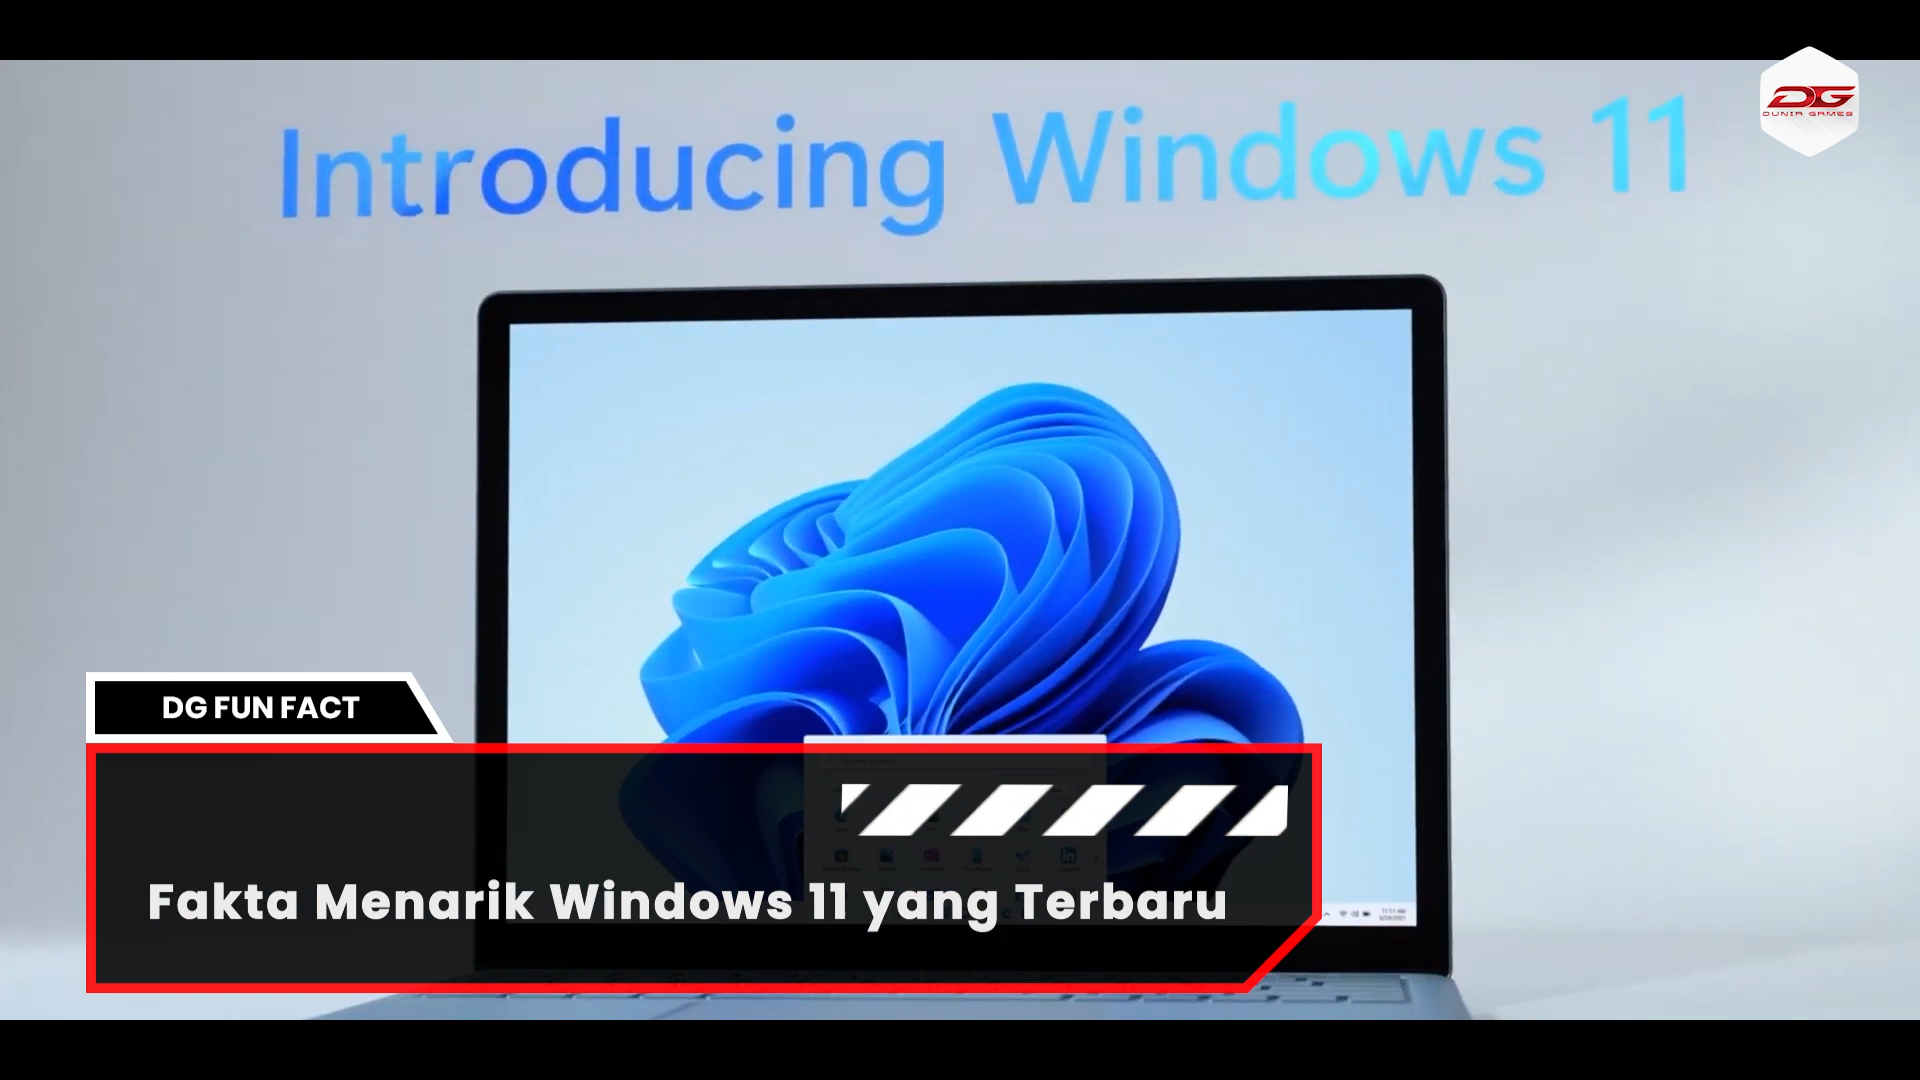 Introducing Windows 11
DG
DUNIA GAMES
DG FUN FACT
Fakta Menarik Windows 11 yang Terbaru